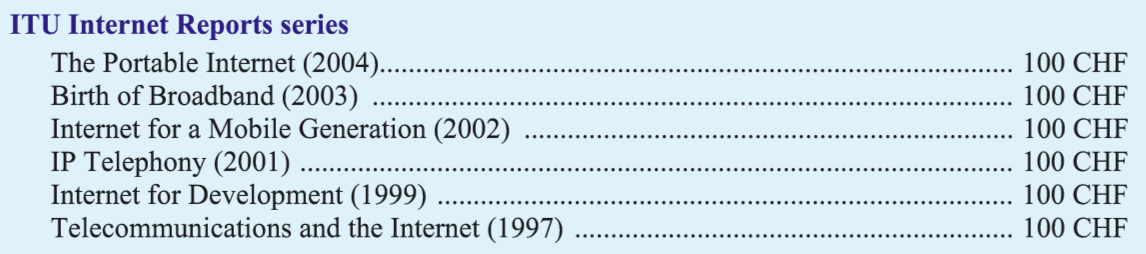 ITU Internet Reports series
The Portable Internet (2004)................................................................................................ 100 CHF
Birth of Broadband (2003) ................................................................................................. 100 CHF
Internet for a Mobile Generation (2002) .......................................................................... 100 CHF
IP Telephony (2001) ............................................................................................................ 100 CHF
Internet for Development (1999) ....................................................................................... 100 CHF
Telecommunications and the Internet (1997) .................................................................. 100 CHF